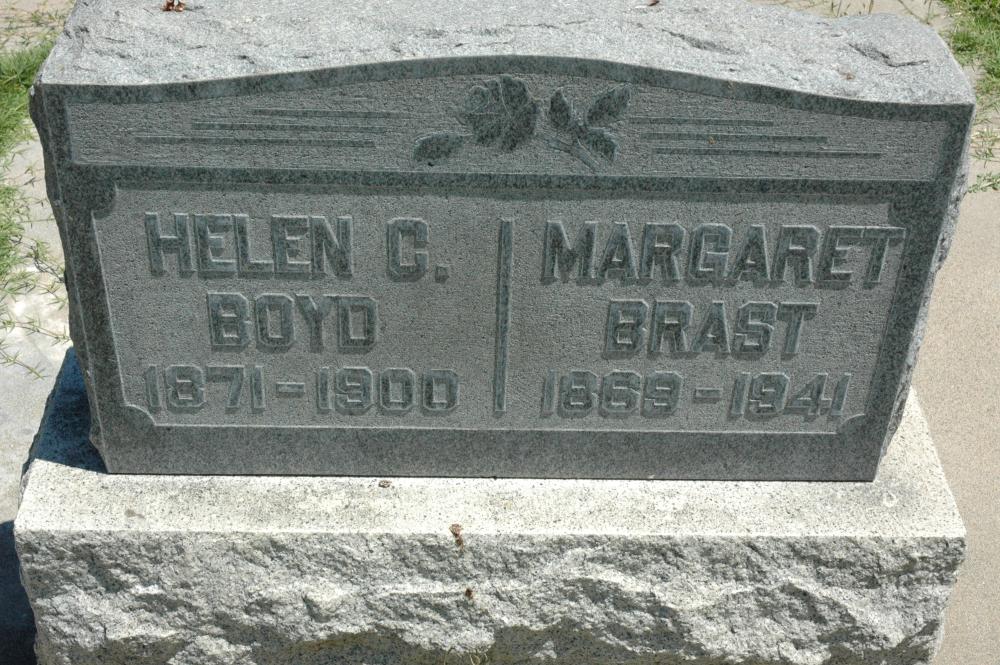 HELEN C.
BOYD
1871-1900
MARGARET
BRAST
1869-1941